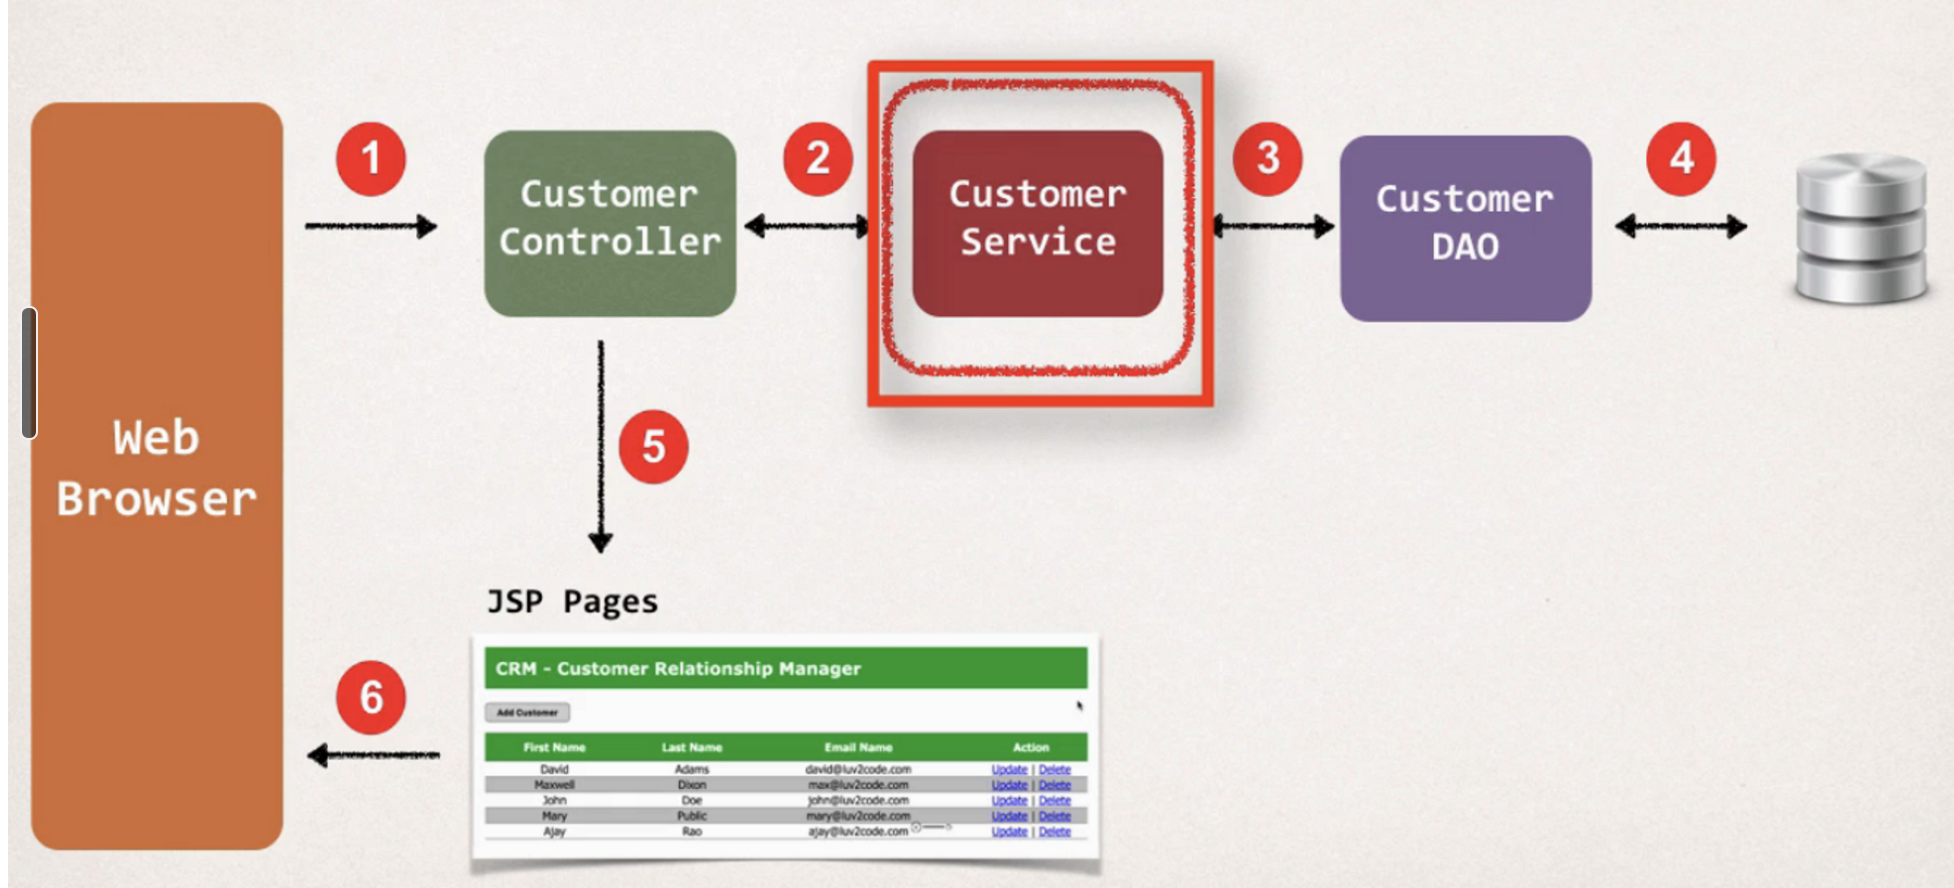 1
2
3
4
Customer
Controller
Customer
Service
Customer
DAO
Web
Browser
5
JSP Pages
6
CRM - Customer Relationship Manager
Add Customer
First Name Last Name Email Name Action
David Adams david@luv2code.com Update | Delete
Maxwell Dixon max@luv2code.com Update | Delete
John Doe john@luv2code.com Update | Delete
Mary Public mary@luv2code.com Update | Delete
Ajay Rao ajay@luv2code.com Update | Delete